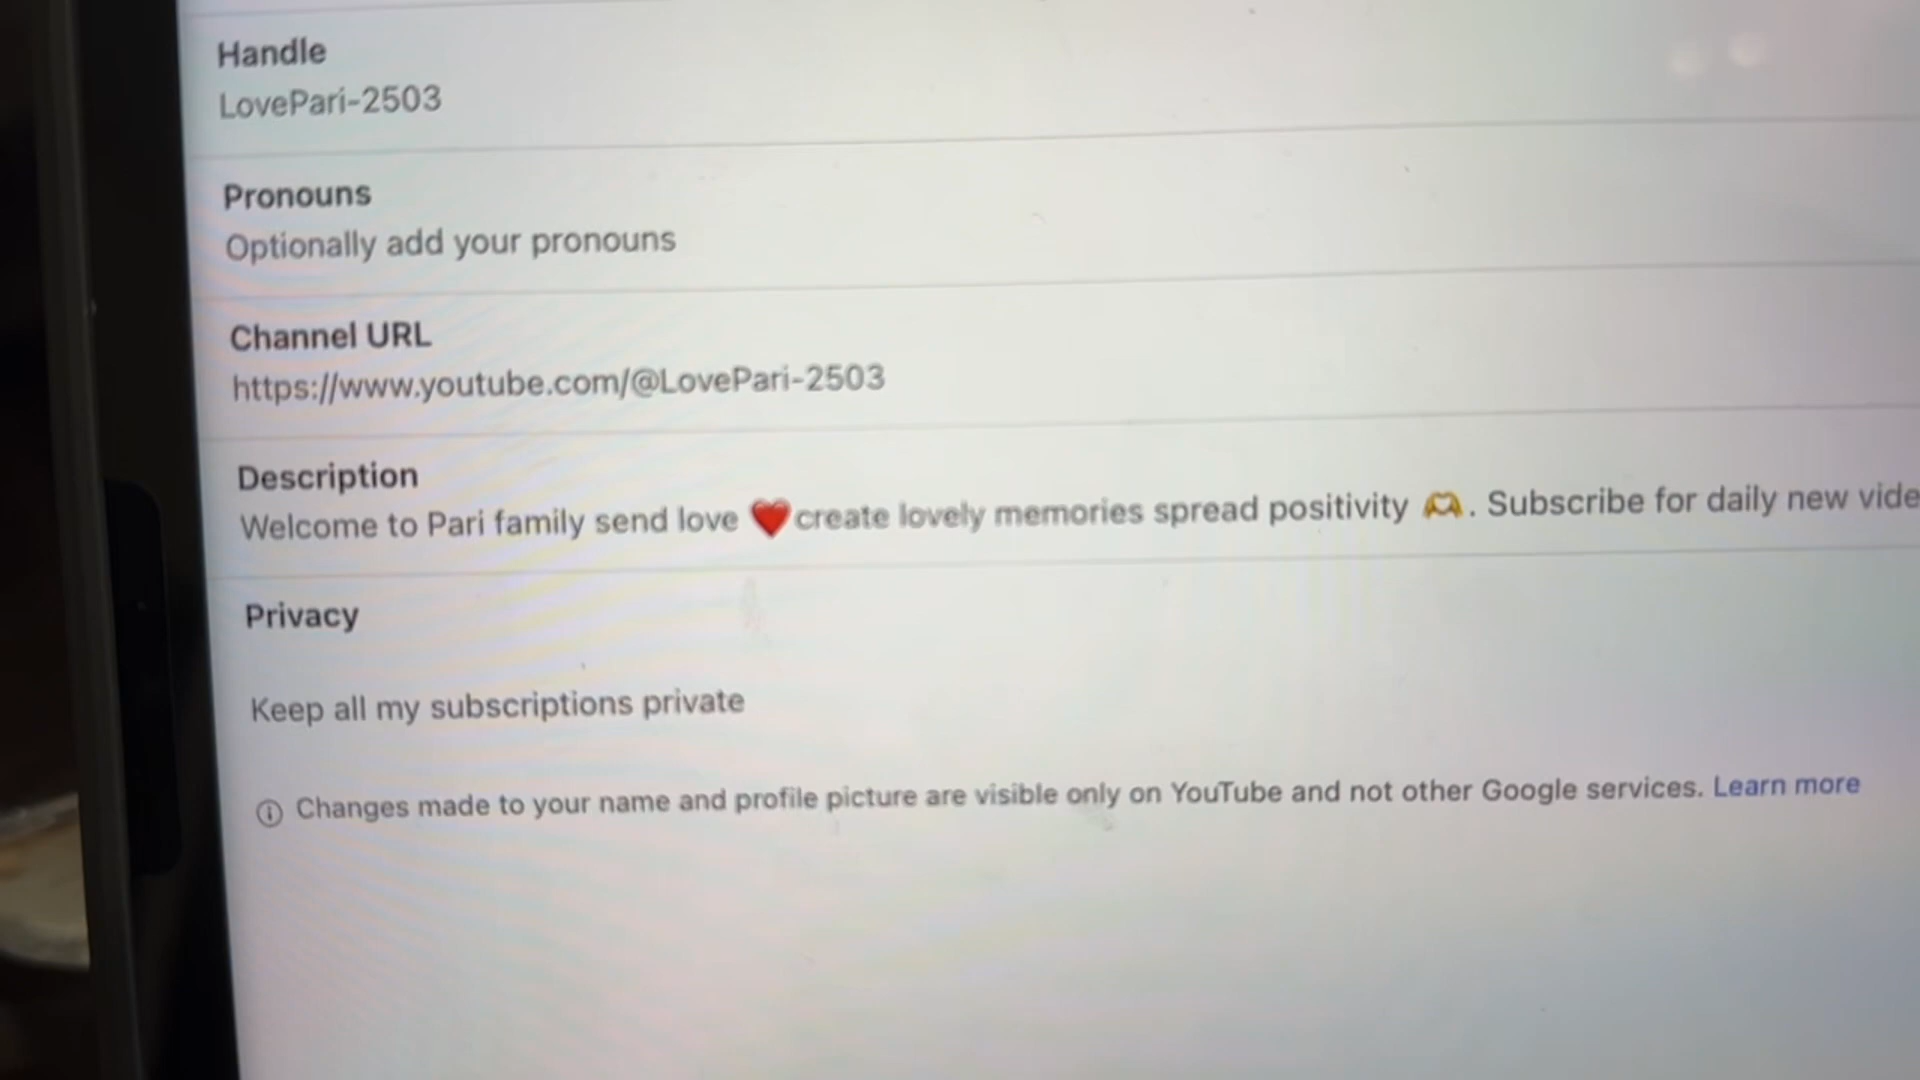 Handle
LovePari-2503
Pronouns
Optionally add your pronouns
Channel URL
https://www.youtube.com/@LovePari-2503
Description
Welcome to Pari family send love ❤️create lovely memories spread positivity 🫶. Subscribe for daily new vide
Privacy
Keep all my subscriptions private
Changes made to your name and profile picture are visible only on YouTube and not other Google services. Learn more